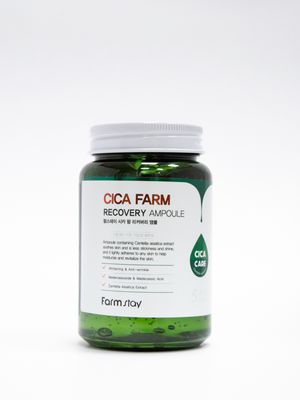 CICA FARM
RECOVERY AMPOULE
팜스테이 시카 팜 리커버리 앰플
Ampoule containing Centella asiatica extract
soothes skin and is less stickiness and shine,
and it lightly adheres to any skin to help
moisturize and revitalize the skin.
Whitening & Anti-wrinkle
Madecassoside & Madecassic Acid
Centella Asiatica Extract
Farmstay
CICA
CARE